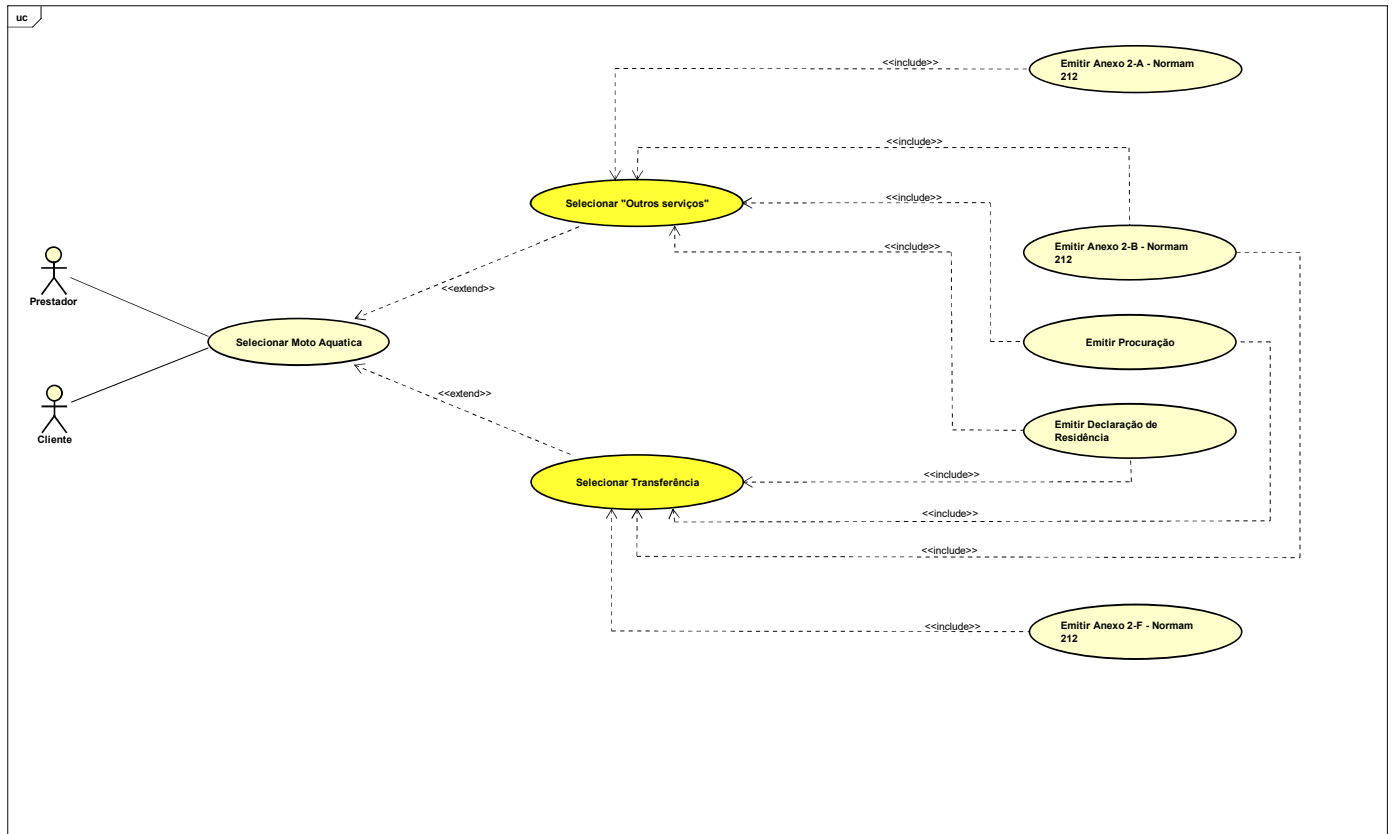 uc
<<include>>
Emitir Anexo 2-A - Normam
212
<<include>>
Selecionar "Outros serviços"
<<include>>
<<include>>
Emitir Anexo 2-B - Normam
212
<<extend>>
Prestador
Selecionar Moto Aquatica
Emitir Procuração
<<extend>>
Cliente
Emitir Declaração de
Residência
<<include>>
Selecionar Transferência
<<include>>
<<include>>
<<include>>
Emitir Anexo 2-F - Normam
212